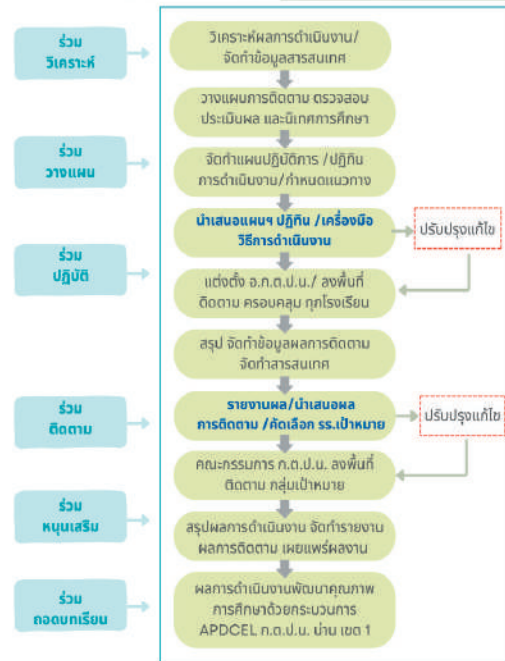 ร่วม
วิเคราะห์
วิเคราะห์ผลการดำเนินงาน/
จัดทำข้อมูลสารสนเทศ
วางแผนการติดตาม ตรวจสอบ
ประเมินผล และนิเทศการศึกษา
ร่วม
วางแผน
จัดทำแผนปฏิบัติการ /ปฏิทิน
การดำเนินงาน/กำหนดแนวทาง
นำเสนอแผนฯ ปฏิทิน /เครื่องมือ
วิธีการดำเนินงาน
ปรับปรุงแก้ไข
ร่วม
ปฏิบัติ
แต่งตั้ง อ.ก.ต.ป.น./ ลงพื้นที่
ติดตาม ครอบคลุม ทุกโรงเรียน
สรุป จัดทำข้อมูลผลการติดตาม
จัดทำสารสนเทศ
ร่วม
ติดตาม
รายงานผล/นำเสนอผล
การติดตาม /คัดเลือก รร.เป้าหมาย
ปรับปรุงแก้ไข
คณะกรรมการ ก.ต.ป.น. ลงพื้นที่
ติดตาม กลุ่มเป้าหมาย
ร่วม
หนุนเสริม
สรุปผลการดำเนินงาน จัดทำรายงาน
ผลการติดตาม เผยแพร่ผลงาน
ร่วม
ถอดบทเรียน
ผลการดำเนินงานพัฒนาคุณภาพ
การศึกษาด้วยกระบวนการ
APDCEL ก.ต.ป.น. น่าน เขต 1